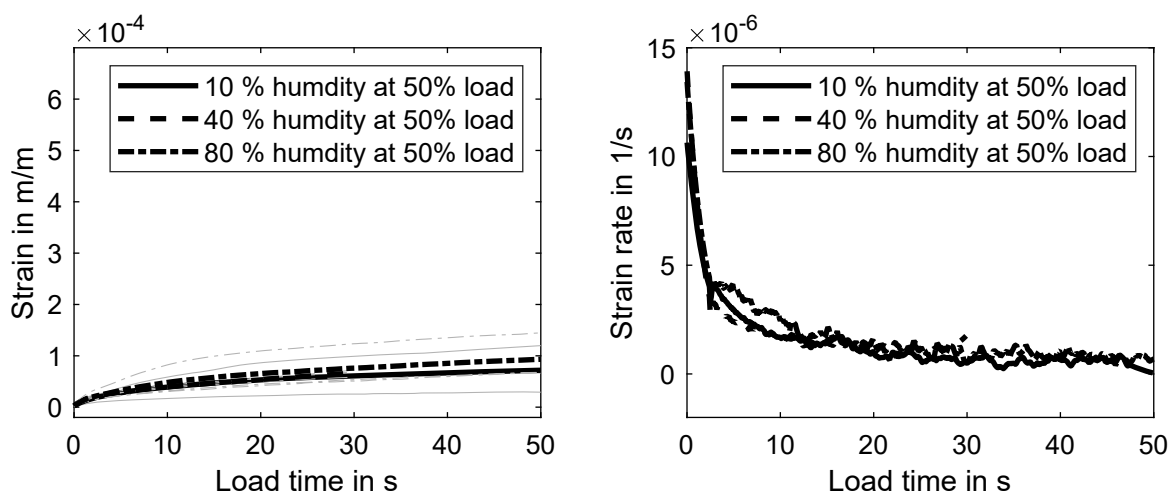 × 10-4
6
5
4
3
2
1
0
Strain in m/m
10 % humdity at 50% load
40 % humdity at 50% load
80 % humdity at 50% load
0 10 20 30 40 50
Load time in s
× 10-6
15
10
5
0
Strain rate in 1/s
10 % humdity at 50% load
40 % humdity at 50% load
80 % humdity at 50% load
0 10 20 30 40 50
Load time in s